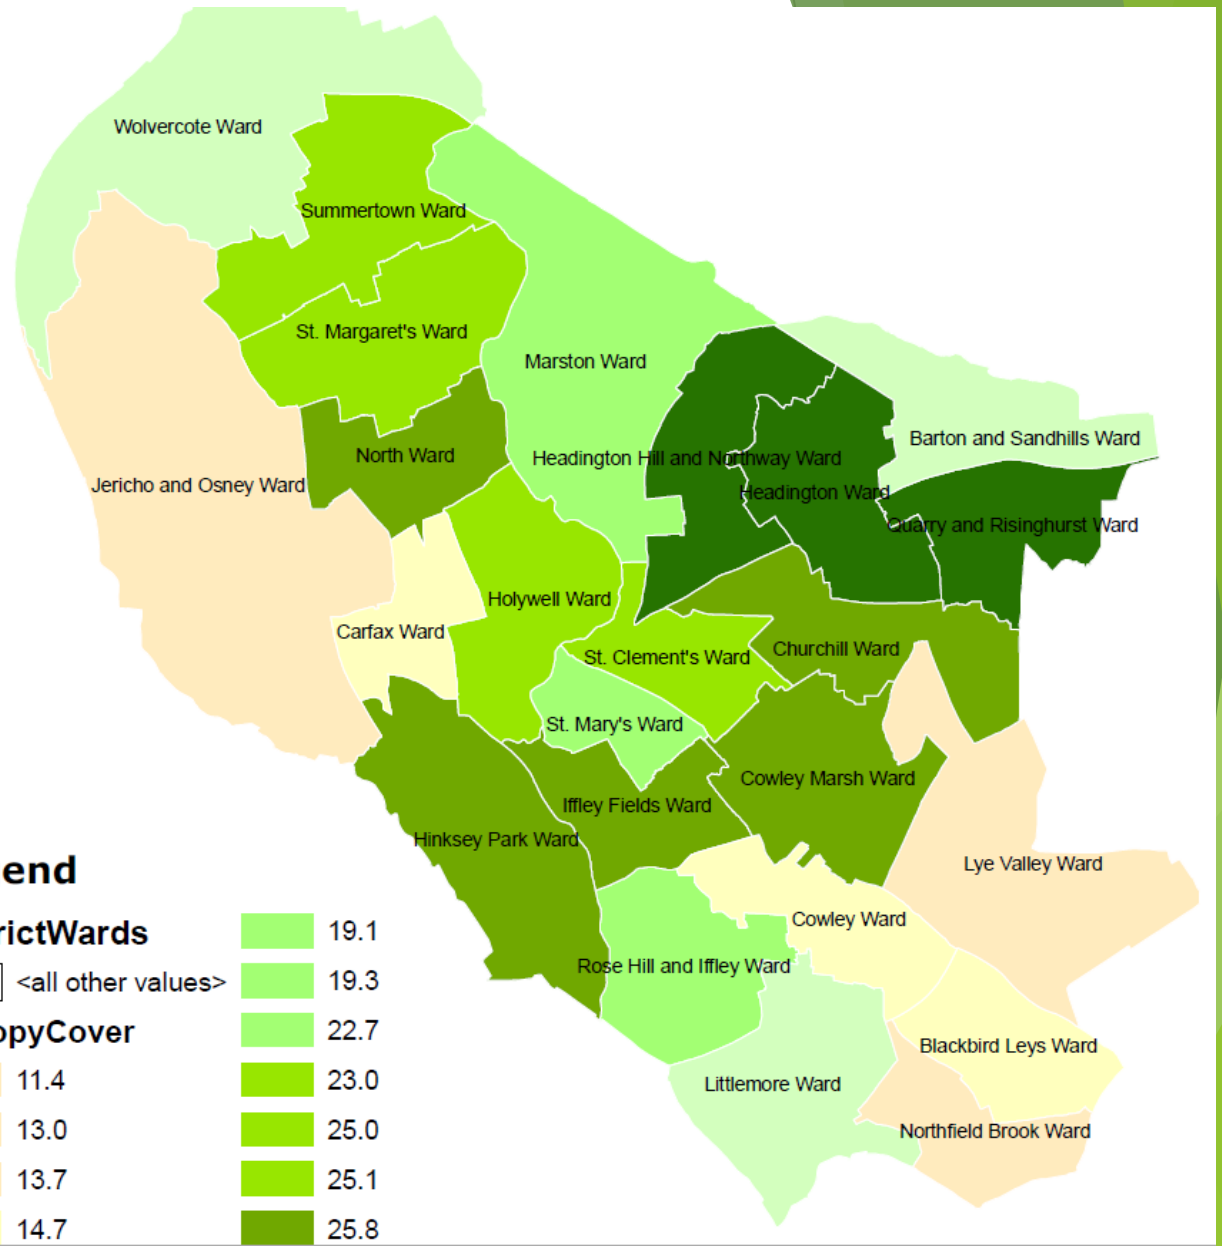 Wolvercote Ward
Summertown Ward
St. Margaret's Ward
Marston Ward
Barton and Sandhills Ward
North Ward
Headington Hill and Northway Ward
Jericho and Osney Ward
Headington Ward
Quarry and Risinghurst Ward
Holywell Ward
Carfax Ward
Churchill Ward
St. Clement's Ward
St. Mary's Ward
Cowley Marsh Ward
Iffley Fields Ward
Hinksey Park Ward
Lye Valley Ward
Cowley Ward
Rose Hill and Iffley Ward
Blackbird Leys Ward
Littlemore Ward
Northfield Brook Ward
end
rictWards
<all other values>
opyCover
11.4
13.0
13.7
14.7
19.1
19.3
22.7
23.0
25.0
25.1
25.8